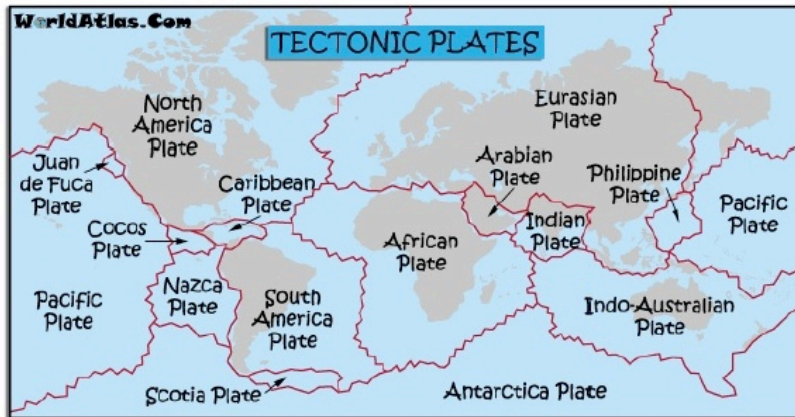 WorldAtlas.Com
TECTONIC PLATES
North
America
Plate
Eurasian
Plate
Juan
de Fuca
Plate
Caribbean
Plate
Arabian
Plate
Philippine
Plate
Cocos
Plate
African
Plate
Indian
Plate
Pacific
Plate
Pacific
Plate
Nazca
Plate
South
America
Plate
Indo-Australian
Plate
Scotia Plate
Antarctica Plate